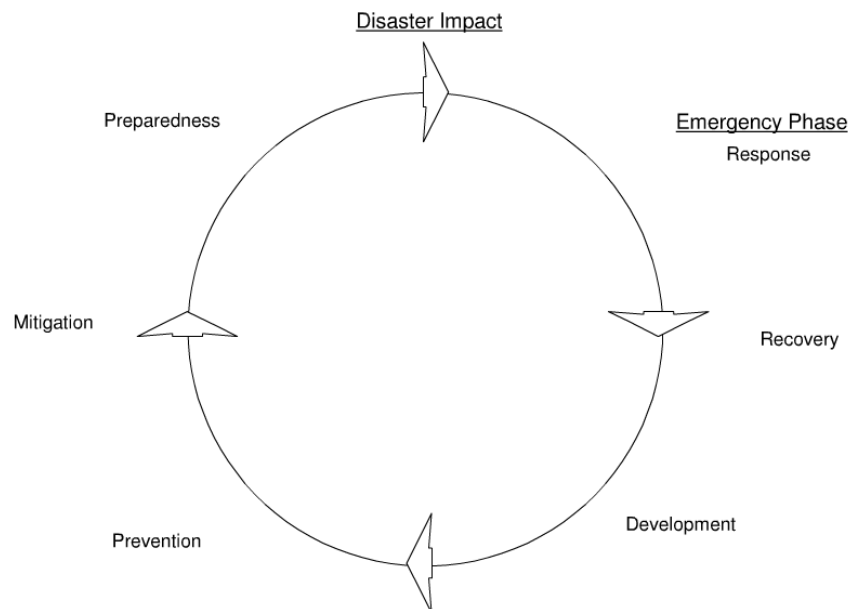 Disaster Impact
Preparedness
Emergency Phase
Response
Mitigation
Recovery
Development
Prevention